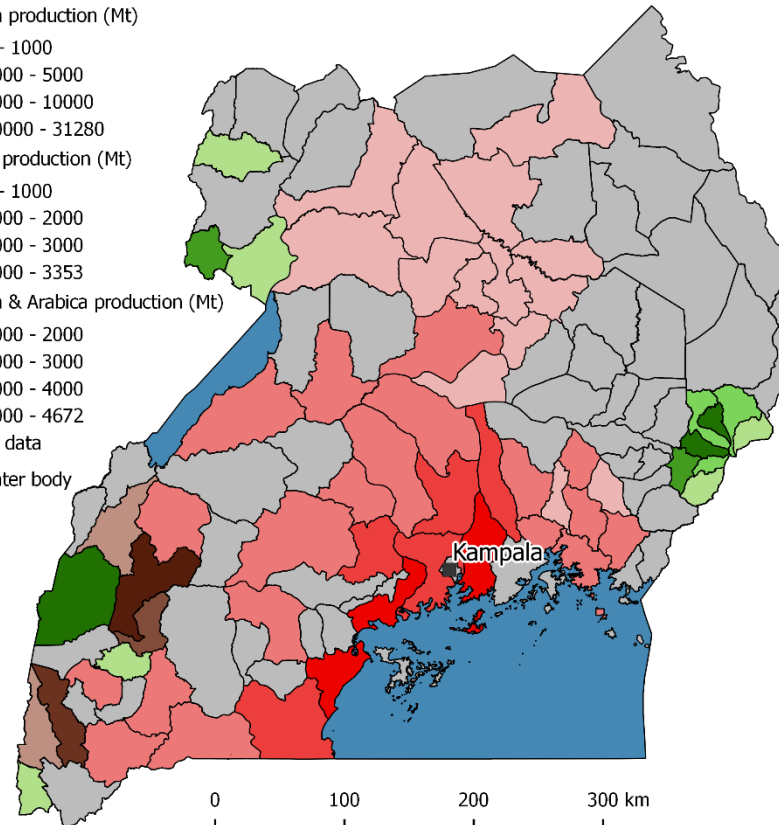 production (Mt)
- 1000
000 - 5000
000 - 10000
0000 - 31280
production (Mt)
- 1000
000 - 2000
000 - 3000
000 - 3353
& Arabica production (Mt)
000 - 2000
000 - 3000
000 - 4000
000 - 4672
data
ter body
Kampala
0 100 200 300 km